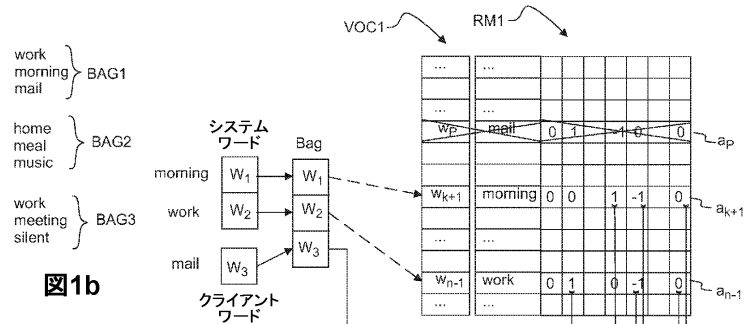 VOC1
RM1
work
morning
mail
BAG1
home
meal
music
BAG2
work
meeting
silent
BAG3
図1b
システム
ワード
Bag
morning
W1
W1
work
W2
W2
mail
W3
W3
クライアント
ワード
... ...
...
wP mail 0 1 -1 0 0
aP
wk+1 morning 0 0 1 -1 0
ak+1
... ...
wn-1 work 0 1 0 -1 0
an-1
... ...